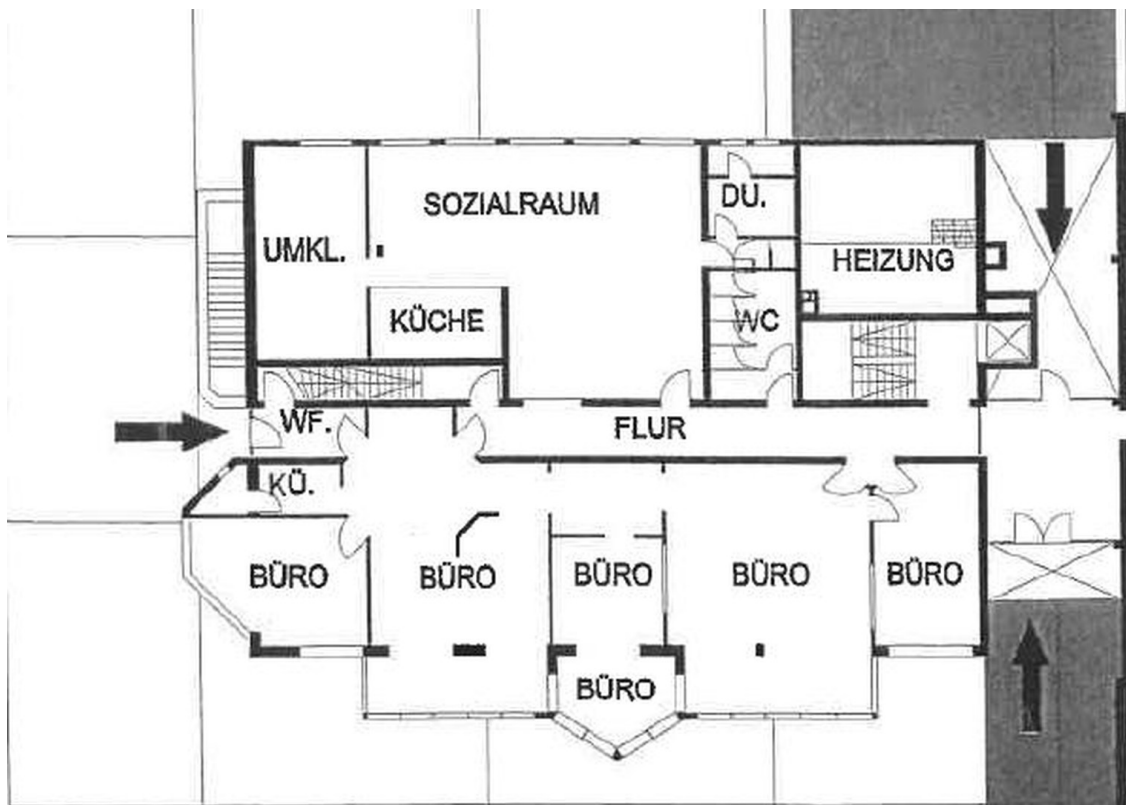 SOZIALRAUM
DU.
UMKL.
HEIZUNG
KÜCHE
WC
WF.
FLUR
KÜ.
BÜRO
BÜRO
BÜRO
BÜRO
BÜRO
BÜRO